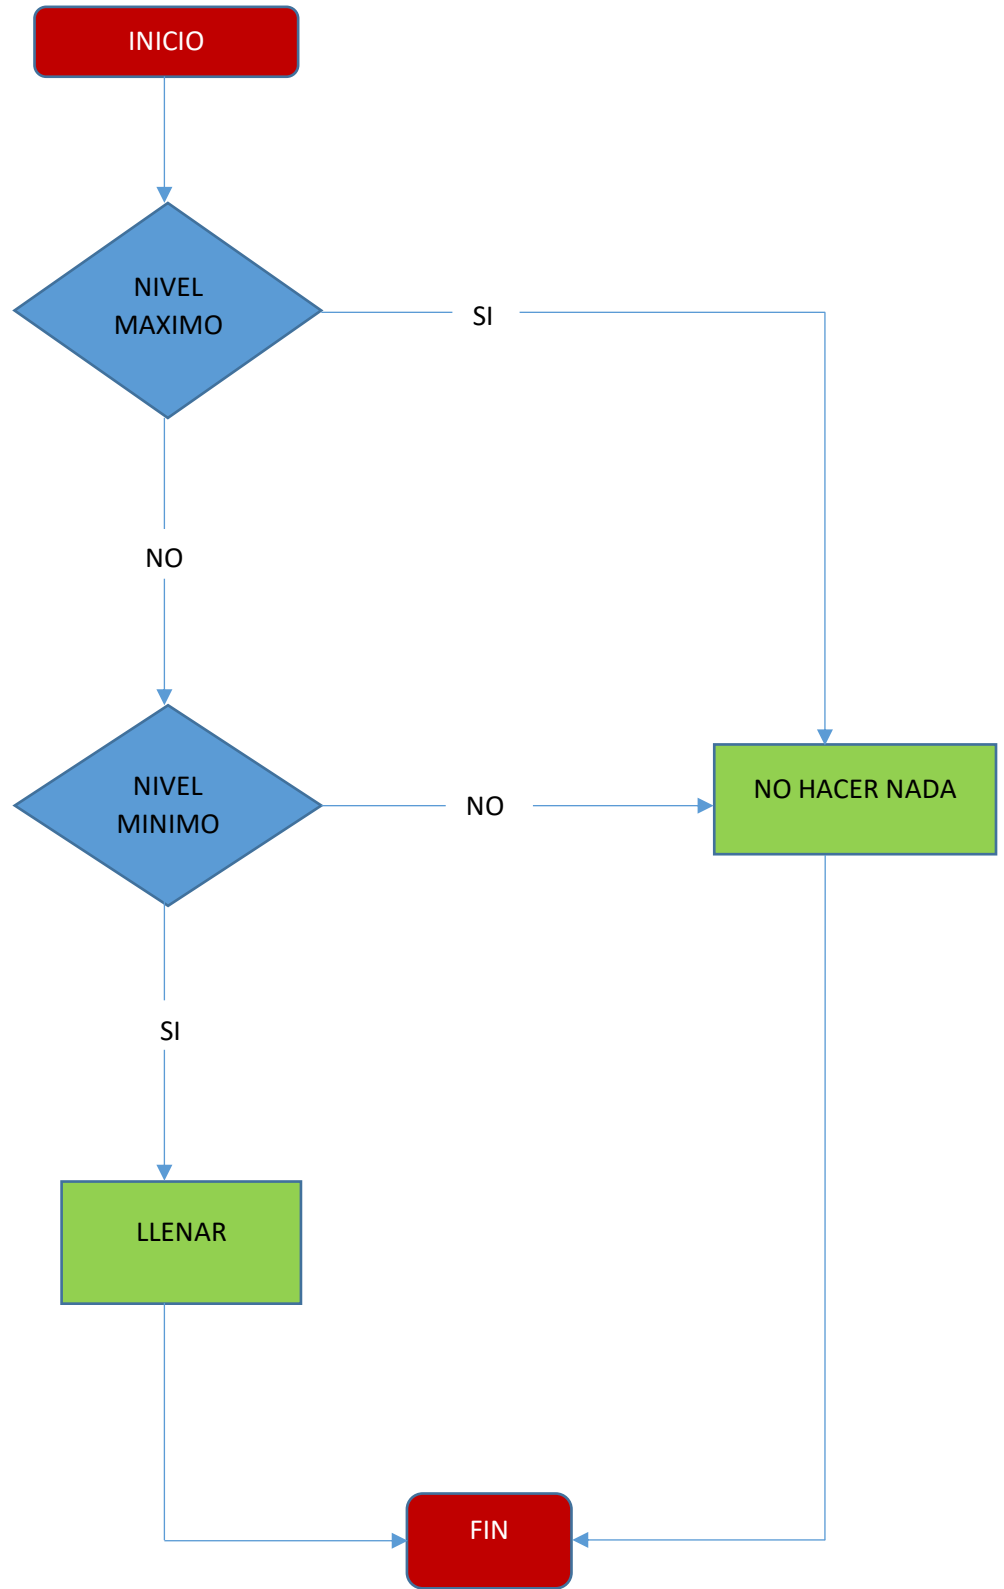 INICIO
NIVEL
MAXIMO
SI
NO
NIVEL
MINIMO
NO
NO HACER NADA
SI
LLENAR
FIN